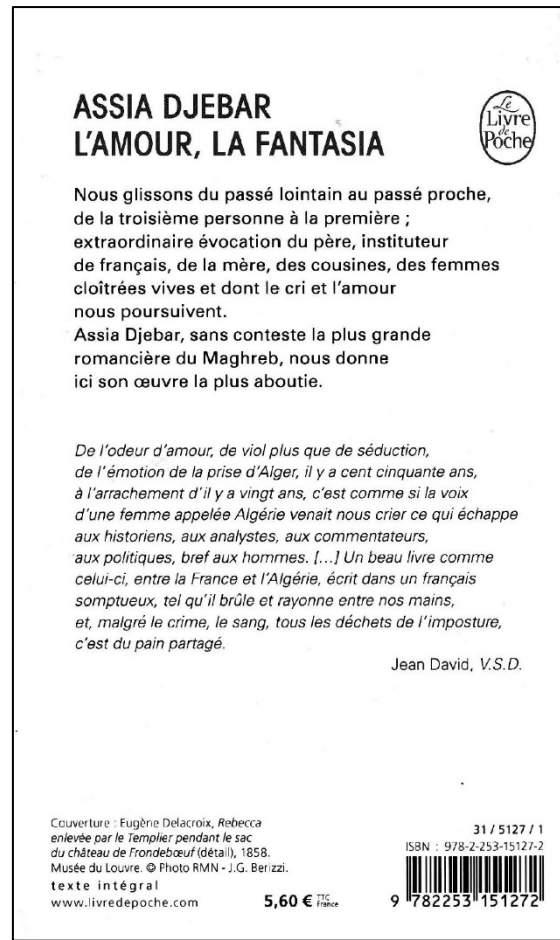 ASSIA DJEBAR
L'AMOUR, LA FANTASIA
Le
Livre
de
Poche
Nous glissons du passé lointain au passé proche,
de la troisième personne à la première ;
extraordinaire évocation du père, instituteur
de français, de la mère, des cousines, des femmes
cloîtrées vives et dont le cri et l'amour
nous poursuivent.
Assia Djebar, sans conteste la plus grande
romancière du Maghreb, nous donne
ici son œuvre la plus aboutie.
De l'odeur d'amour, de viol plus que de séduction,
de l'émotion de la prise d'Alger, il y a cent cinquante ans,
à l'arrachement d'il y a vingt ans, c'est comme si la voix
d'une femme appelée Algérie venait nous crier ce qui échappe
aux historiens, aux analystes, aux commentateurs,
aux politiques, bref aux hommes. [...] Un beau livre comme
celui-ci, entre la France et l'Algérie, écrit dans un français
somptueux, tel qu'il brûle et rayonne entre nos mains,
et, malgré le crime, le sang, tous les déchets de l'imposture,
c'est du pain partagé.
Jean David, V.S.D.
Couverture : Eugène Delacroix, Rebecca
enlevée par le Templier pendant le sac
du château de Frondebœuf (détail), 1858.
Musée du Louvre. © Photo RMN - J.G. Berizzi.
texte intégral
www.livredepoche.com
5,60 € TTC France
31 / 5127 / 1
ISBN : 978-2-253-15127-2
9 782253 151272